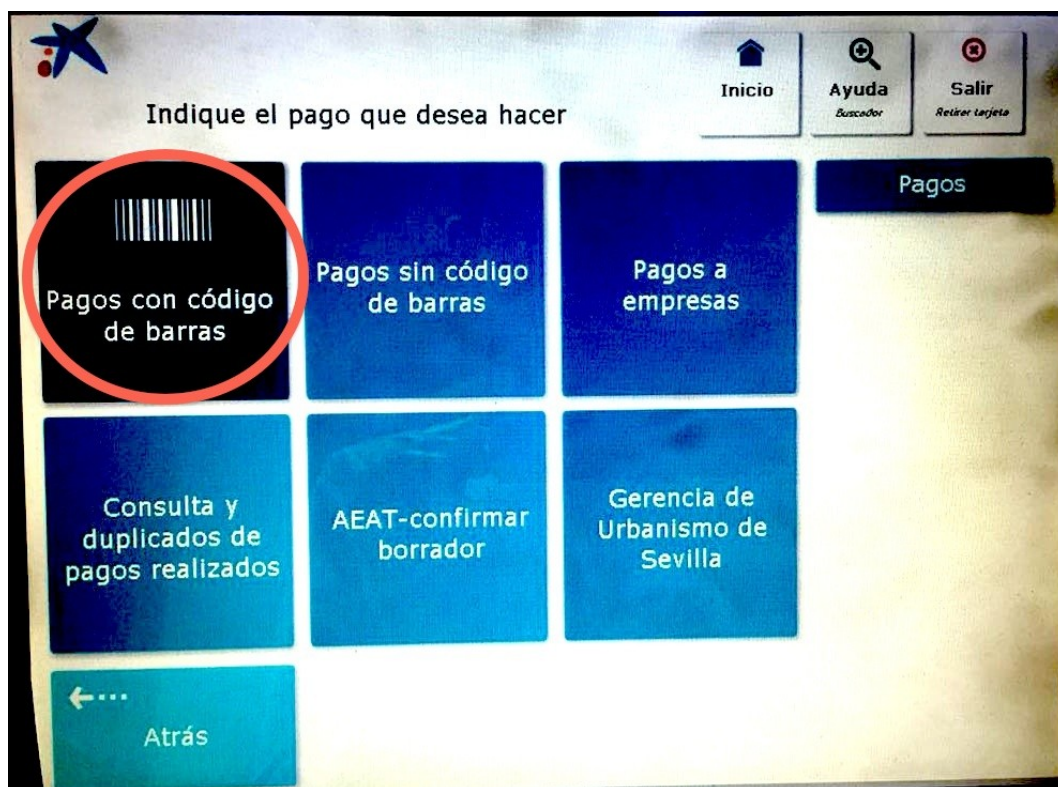 Inicio
Ayuda
Buscador
Salir
Retirar tarjeta
Indique el pago que desea hacer
Pagos
Pagos con código
de barras
Pagos sin código
de barras
Pagos a
empresas
Consulta y
duplicados de
pagos realizados
AEAT-confirmar
borrador
Gerencia de
Urbanismo de
Sevilla
Atrás